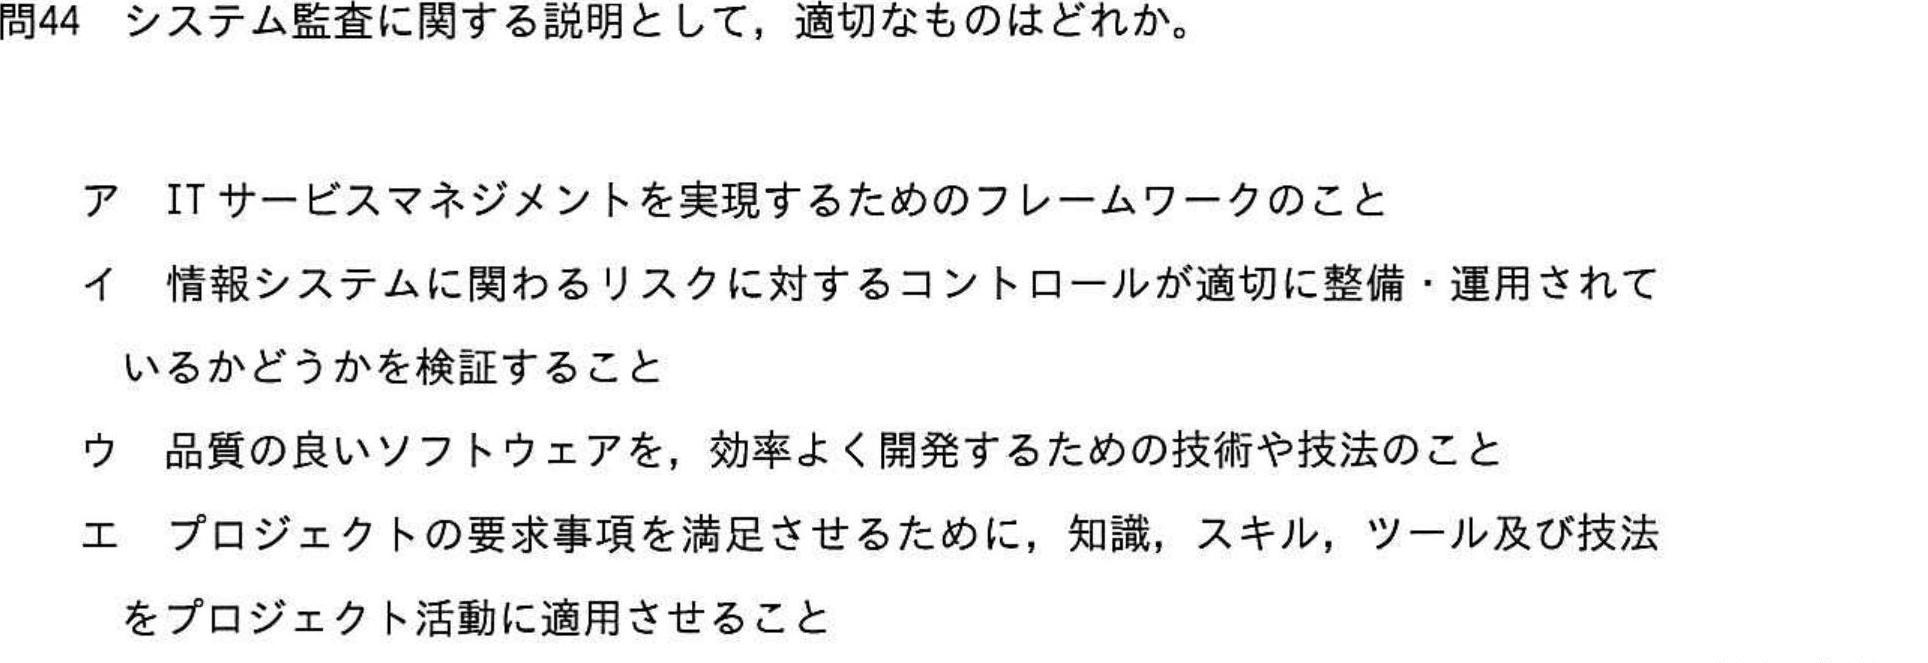 問44 システム監査に関する説明として，適切なものはどれか。
ア ITサービスマネジメントを実現するためのフレームワークのこと
イ 情報システムに関わるリスクに対するコントロールが適切に整備・運用されて
いるかどうかを検証すること
ウ 品質の良いソフトウェアを，効率よく開発するための技術や技法のこと
エ プロジェクトの要求事項を満足させるために，知識，スキル，ツール及び技法
をプロジェクト活動に適用させること